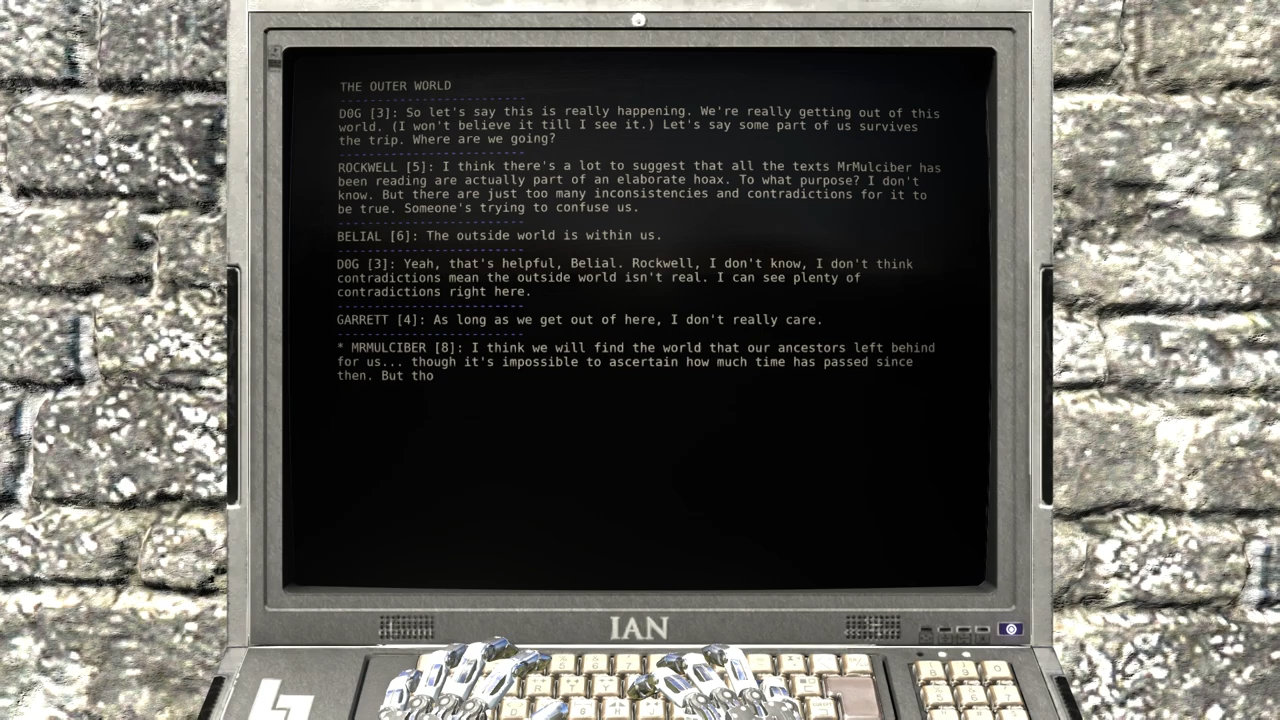 THE OUTER WORLD
D0G [3]: So let's say this is really happening. We're really getting out of this
world. (I won't believe it till I see it.) Let's say some part of us survives
the trip. Where are we going?
ROCKWELL [5]: I think there's a lot to suggest that all the texts MrMulciber has
been reading are actually part of an elaborate hoax. To what purpose? I don't
know. But there are just too many inconsistencies and contradictions for it to
be true. Someone's trying to confuse us.
BELIAL [6]: The outside world is within us.
D0G [3]: Yeah, that's helpful, Belial. Rockwell, I don't know, I don't think
contradictions mean the outside world isn't real. I can see plenty of
contradictions right here.
GARRETT [4]: As long as we get out of here, I don't really care.
* MRMULCIBER [8]: I think we will find the world that our ancestors left behind
for us... though it's impossible to ascertain how much time has passed since
then. But tho
IAN